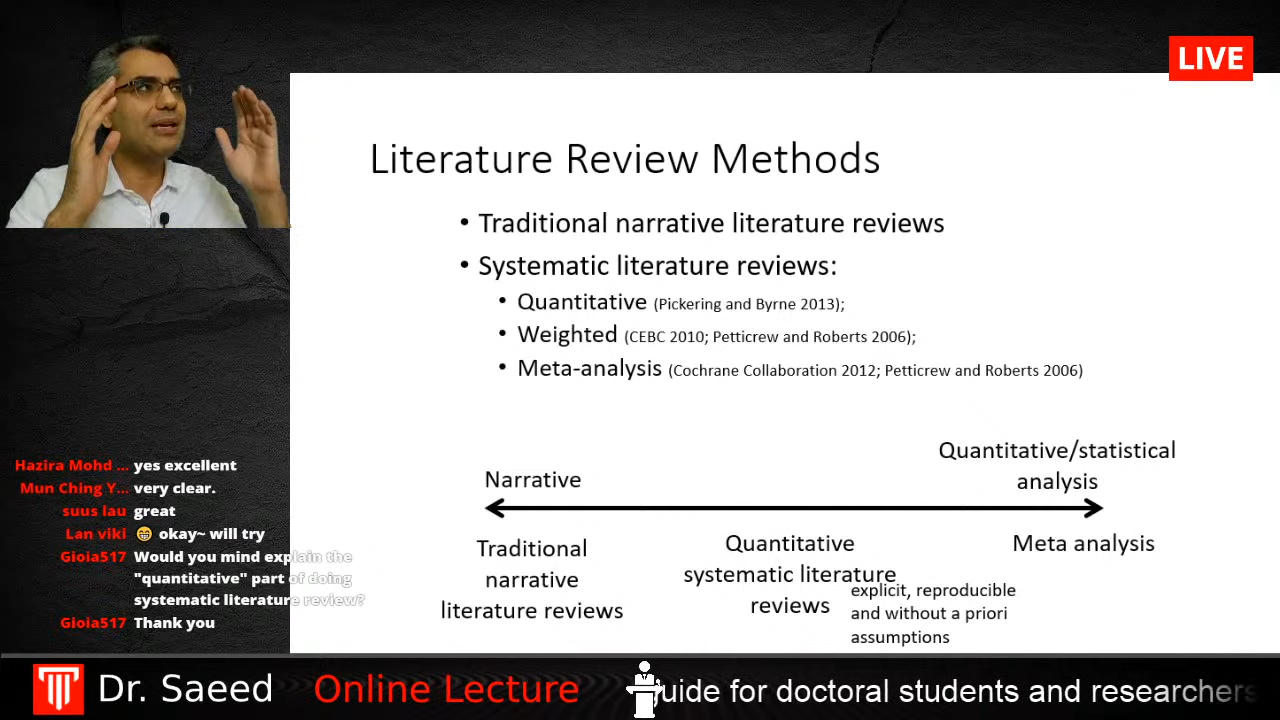 LIVE
Literature Review Methods
• Traditional narrative literature reviews
• Systematic literature reviews:
• Quantitative (Pickering and Byrne 2013);
• Weighted (CEBC 2010; Petticrew and Roberts 2006);
• Meta-analysis (Cochrane Collaboration 2012; Petticrew and Roberts 2006)
Narrative
Quantitative/statistical
analysis
Traditional
narrative
literature reviews
Quantitative
systematic literature
reviews
explicit, reproducible
and without a priori
assumptions
Meta analysis
Hazira Mohd ... yes excellent
Mun Ching Y... very clear.
suus lau great
Lan viki 😁 okay~ will try
Gioia517 Would you mind explain the
"quantitative" part of doing
systematic literature review?
Gioia517 Thank you
Dr. Saeed Online Lecture uide for doctoral students and researchers